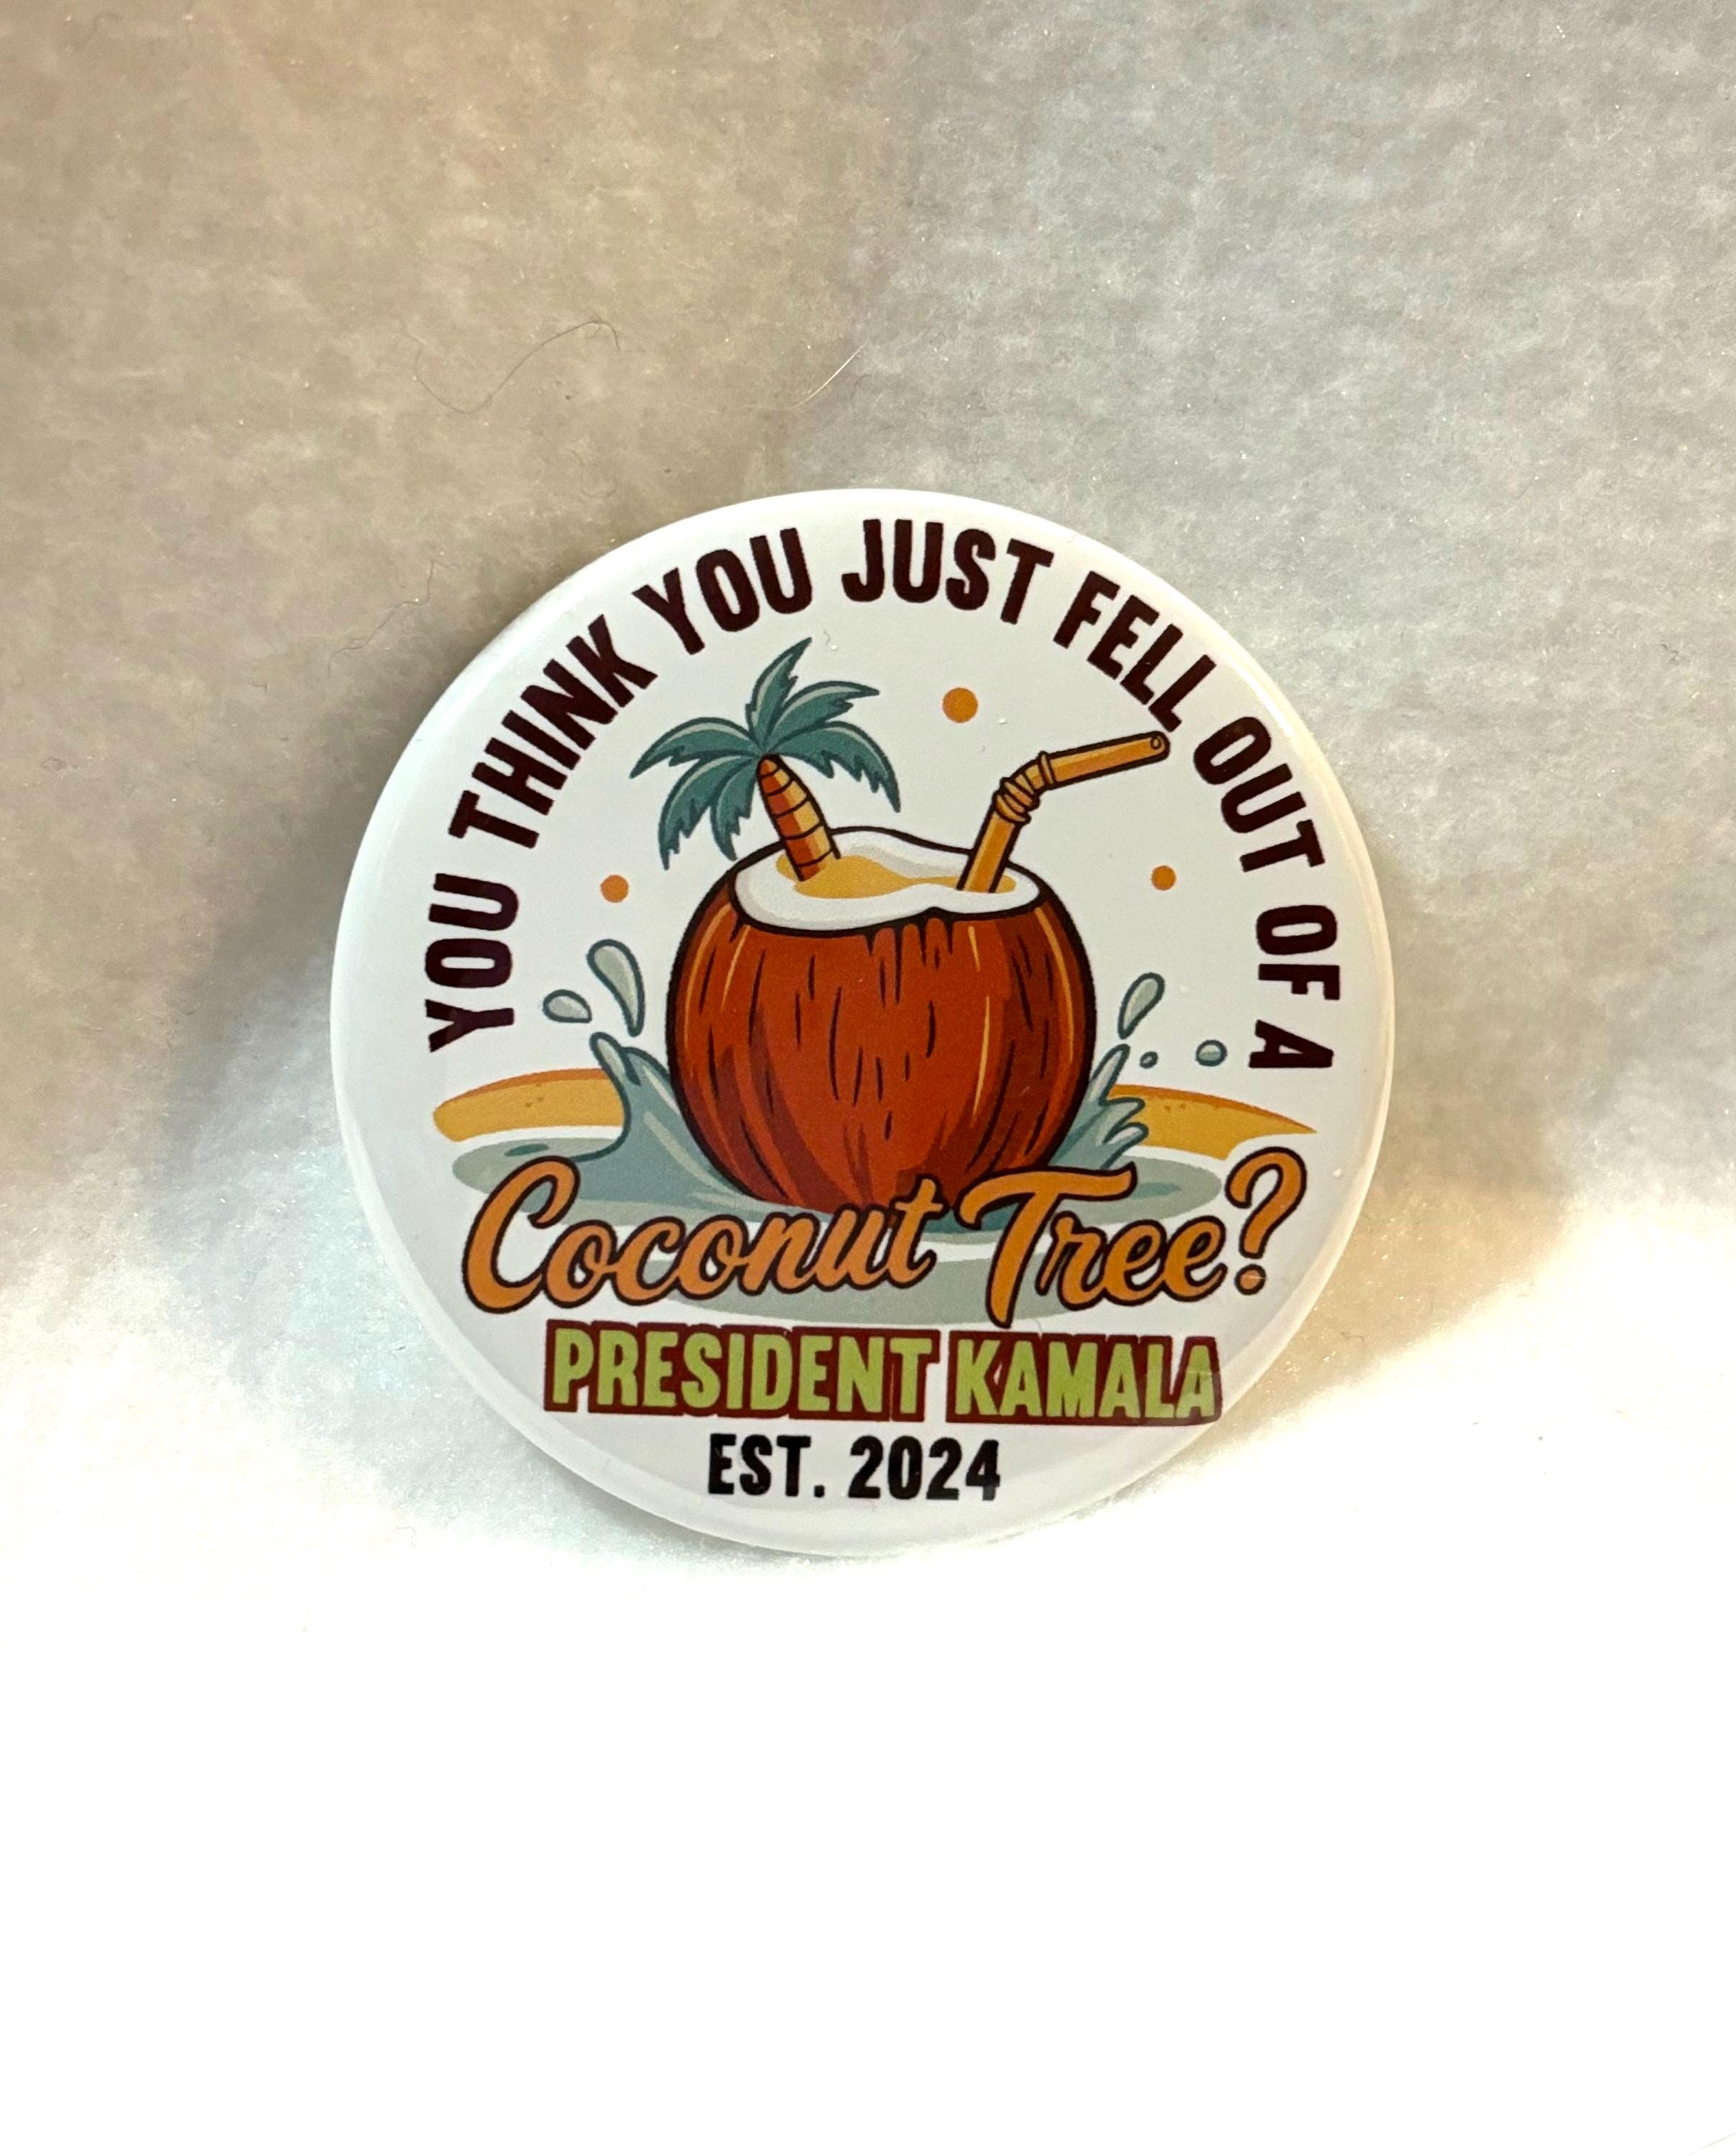 YOU THINK YOU JUST FELL OUT OF A
Coconut Tree?
PRESIDENT KAMALA
EST. 2024